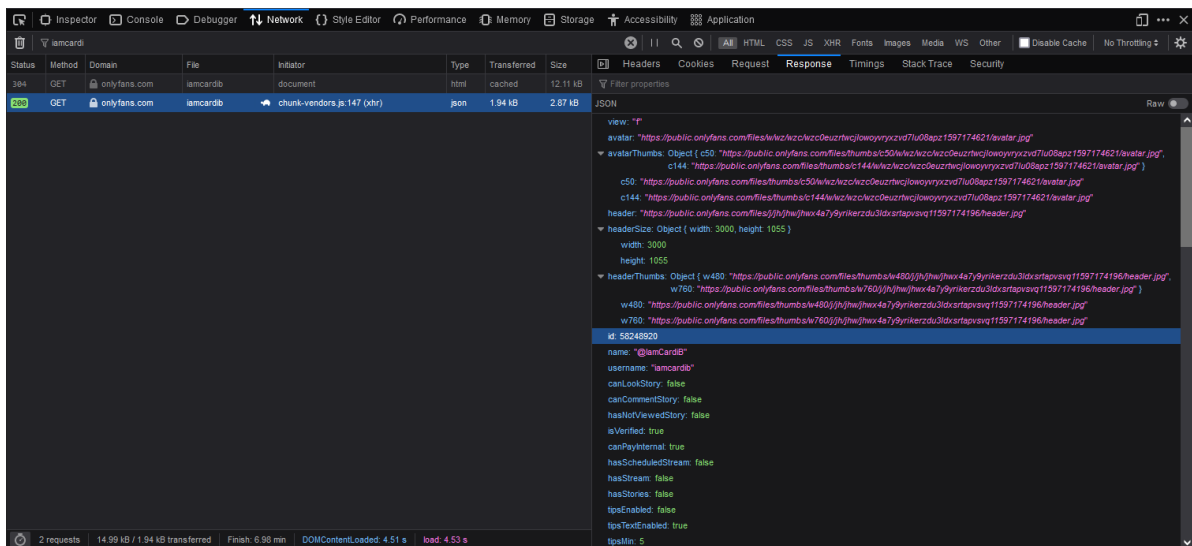 Inspector Console Debugger Network Style Editor Performance Memory Storage Accessibility Application
iamcardi All HTML CSS JS XHR Fonts Images Media WS Other Disable Cache No Throttling
Status Method Domain File Initiator Type Transferred Size Headers Cookies Request Response Timings Stack Trace Security
304 GET onlyfans.com iamcardib document html cached 12.11 kB Filter properties
200 GET onlyfans.com iamcardib chunk-vendors.js:147 (xhr) json 1.94 kB 2.87 kB JSON Raw
view: "f"
avatar: "https://public.onlyfans.com/files/w/wz/wzc/wzc0euzrtwcjlowoyvryxzvd7lu08apz1597174621/avatar.jpg"
avatarThumbs: Object { c50: "https://public.onlyfans.com/files/thumbs/c50/w/wz/wzc/wzc0euzrtwcjlowoyvryxzvd7lu08apz1597174621/avatar.jpg",
c144: "https://public.onlyfans.com/files/thumbs/c144/w/wz/wzc/wzc0euzrtwcjlowoyvryxzvd7lu08apz1597174621/avatar.jpg" }
c50: "https://public.onlyfans.com/files/thumbs/c50/w/wz/wzc/wzc0euzrtwcjlowoyvryxzvd7lu08apz1597174621/avatar.jpg"
c144: "https://public.onlyfans.com/files/thumbs/c144/w/wz/wzc/wzc0euzrtwcjlowoyvryxzvd7lu08apz1597174621/avatar.jpg"
header: "https://public.onlyfans.com/files/j/jh/jhw/jhwx4a7y9yrikerzdu3ldxsrtapvsvq11597174196/header.jpg"
headerSize: Object { width: 3000, height: 1055 }
width: 3000
height: 1055
headerThumbs: Object { w480: "https://public.onlyfans.com/files/thumbs/w480/j/jh/jhw/jhwx4a7y9yrikerzdu3ldxsrtapvsvq11597174196/header.jpg",
w760: "https://public.onlyfans.com/files/thumbs/w760/j/jh/jhw/jhwx4a7y9yrikerzdu3ldxsrtapvsvq11597174196/header.jpg" }
w480: "https://public.onlyfans.com/files/thumbs/w480/j/jh/jhw/jhwx4a7y9yrikerzdu3ldxsrtapvsvq11597174196/header.jpg"
w760: "https://public.onlyfans.com/files/thumbs/w760/j/jh/jhw/jhwx4a7y9yrikerzdu3ldxsrtapvsvq11597174196/header.jpg"
id: 58248920
name: "@IamCardiB"
username: "iamcardib"
canLookStory: false
canCommentStory: false
hasNotViewedStory: false
isVerified: true
canPayInternal: true
hasScheduledStream: false
hasStream: false
hasStories: false
tipsEnabled: false
tipsTextEnabled: true
tipsMin: 5
2 requests 14.99 kB / 1.94 kB transferred Finish: 6.98 min DOMContentLoaded: 4.51 s load: 4.53 s